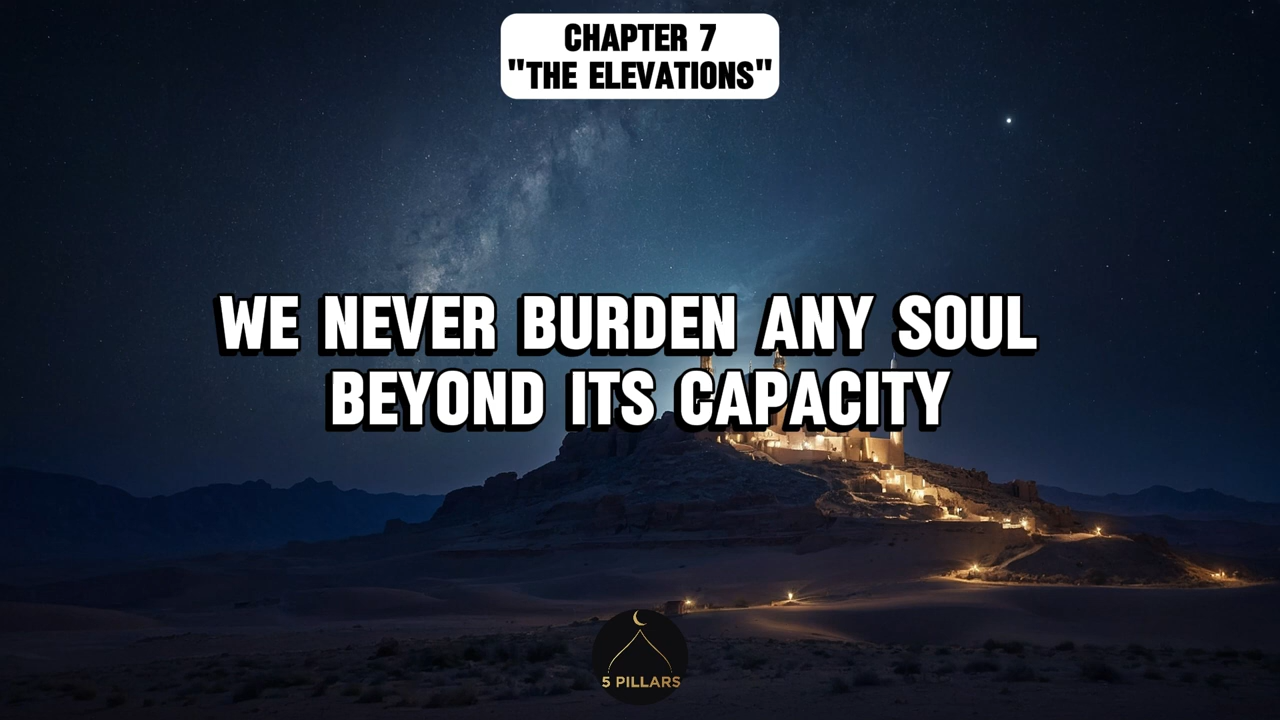 CHAPTER 7
"THE ELEVATIONS"
WE NEVER BURDEN ANY SOUL
BEYOND ITS CAPACITY
5 PILLARS